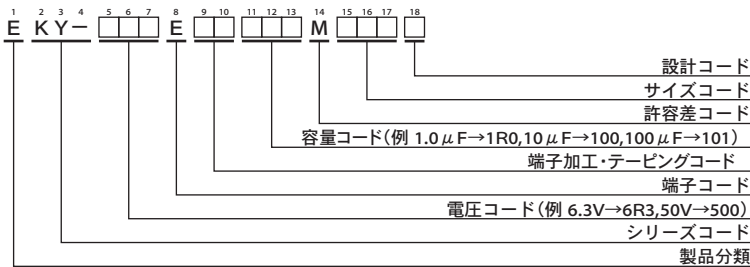 1 2 3 4 5 6 7 8 9 10 11 12 13 14 15 16 17 18
E KY− □□□ E □□ □□□ M □□□ □
設計コード
サイズコード
許容差コード
容量コード(例 1.0μF→1R0,10μF→100,100μF→101)
端子加工・テーピングコード
端子コード
電圧コード(例 6.3V→6R3,50V→500)
シリーズコード
製品分類